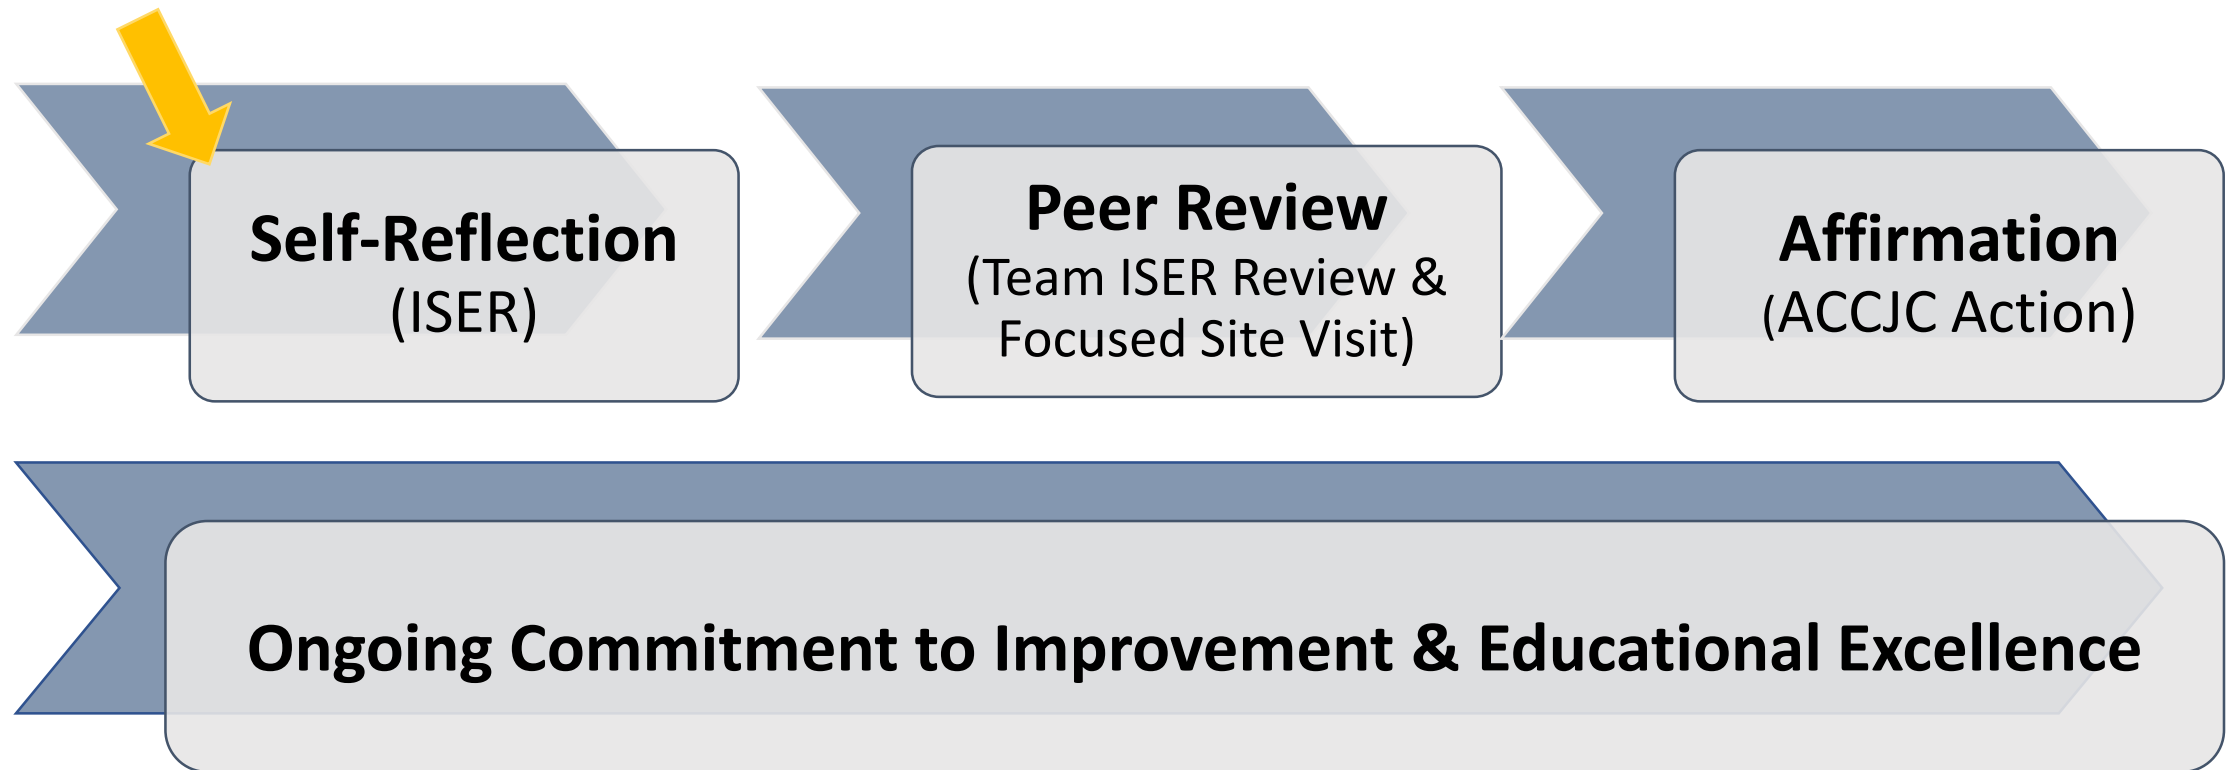 Self-Reflection
(ISER)
Peer Review
(Team ISER Review &
Focused Site Visit)
Affirmation
(ACCJC Action)
Ongoing Commitment to Improvement & Educational Excellence